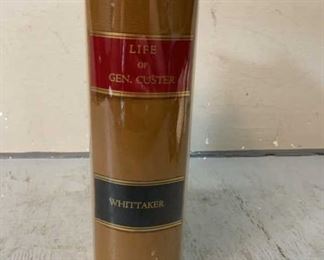 LIFE
OF
GEN. CUSTER
WHITTAKER